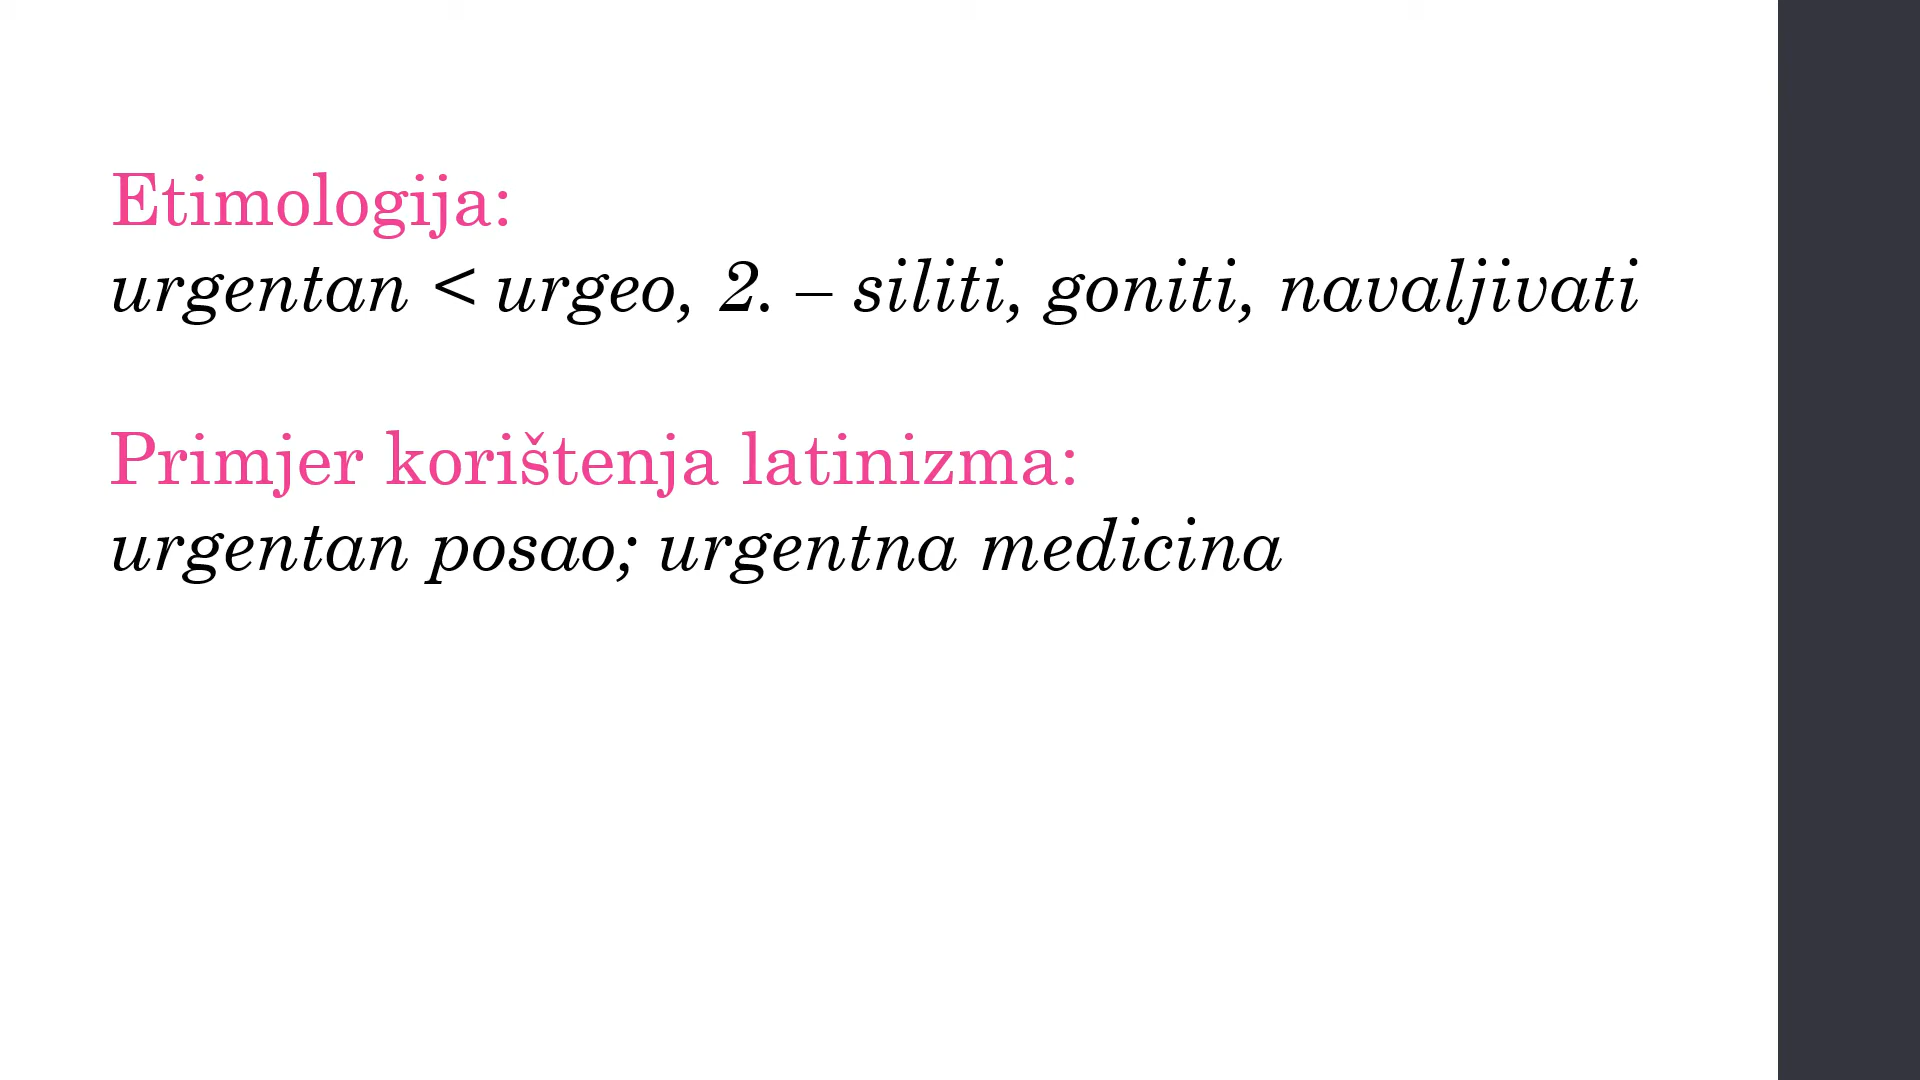 Etimologija:
urgentan < urgeo, 2. – siliti, goniti, navaljivati
Primjer korištenja latinizma:
urgentan posao; urgentna medicina